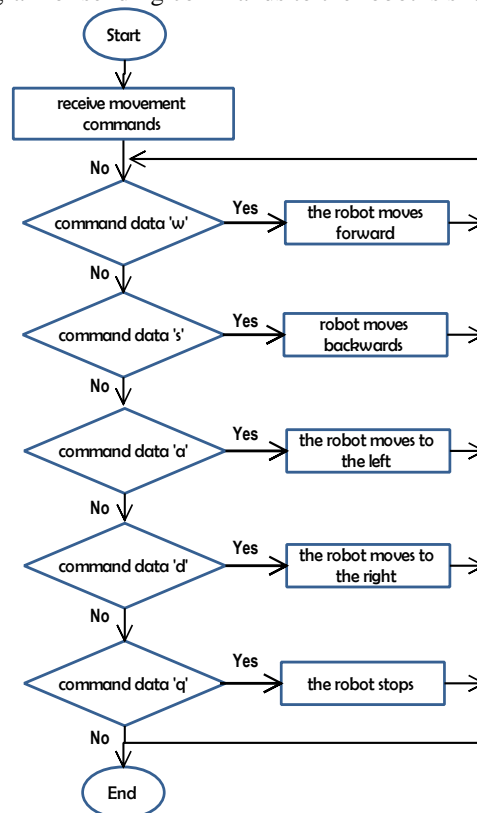 Start
receive movement
commands
No
command data 'w'
Yes
the robot moves
forward
No
command data 's'
Yes
robot moves
backwards
No
command data 'a'
Yes
the robot moves to
the left
No
command data 'd'
Yes
the robot moves to
the right
No
command data 'q'
Yes
the robot stops
No
End